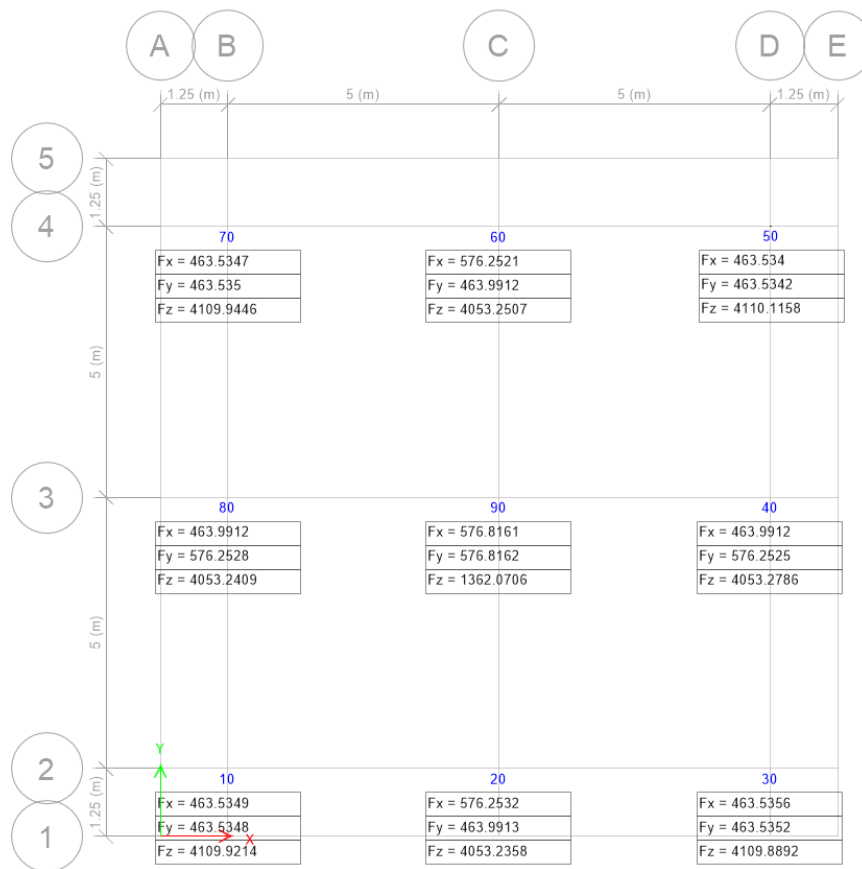 A B C D E
1.25 (m) 5 (m) 5 (m) 1.25 (m)
5
1.25 (m)
4
70 60 50
Fx = 463.5347 Fx = 576.2521 Fx = 463.534
Fy = 463.535 Fy = 463.9912 Fy = 463.5342
Fz = 4109.9446 Fz = 4053.2507 Fz = 4110.1158
5 (m)
3
80 90 40
Fx = 463.9912 Fx = 576.8161 Fx = 463.9912
Fy = 576.2528 Fy = 576.8162 Fy = 576.2525
Fz = 4053.2409 Fz = 1362.0706 Fz = 4053.2786
5 (m)
Y
2
10 20 30
1.25 (m)
Fx = 463.5349 Fx = 576.2532 Fx = 463.5356
Fy = 463.5348 Fy = 463.9913 Fy = 463.5352
1
X
Fz = 4109.9214 Fz = 4053.2358 Fz = 4109.8892